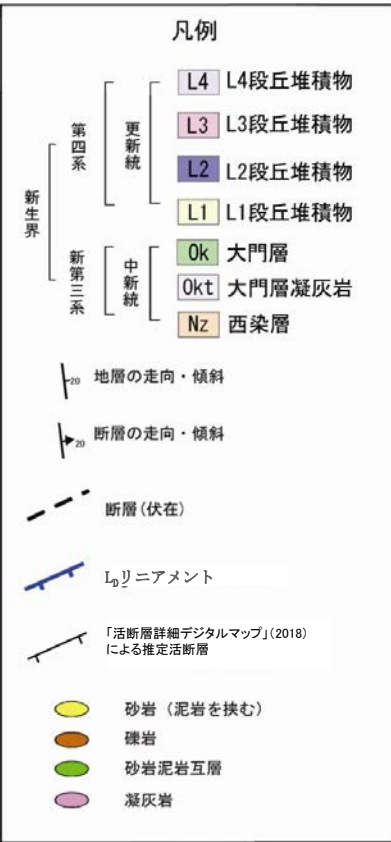 凡例
新生界
第四系
新第三系
更新統
中新統
L4 L4段丘堆積物
L3 L3段丘堆積物
L2 L2段丘堆積物
L1 L1段丘堆積物
Ok 大門層
Okt 大門層凝灰岩
Nz 西染層
20 地層の走向・傾斜
20 断層の走向・傾斜
断層(伏在)
LDリニアメント
「活断層詳細デジタルマップ」(2018)
による推定活断層
砂岩（泥岩を挟む）
礫岩
砂岩泥岩互層
凝灰岩